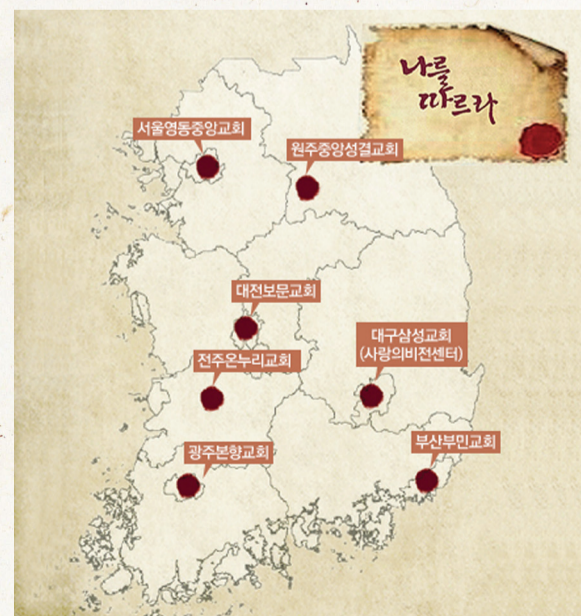 나를
따르라
서울영동중앙교회
원주중앙성결교회
대전보문교회
대구삼성교회
(사랑의비전센터)
전주온누리교회
광주본향교회
부산부민교회